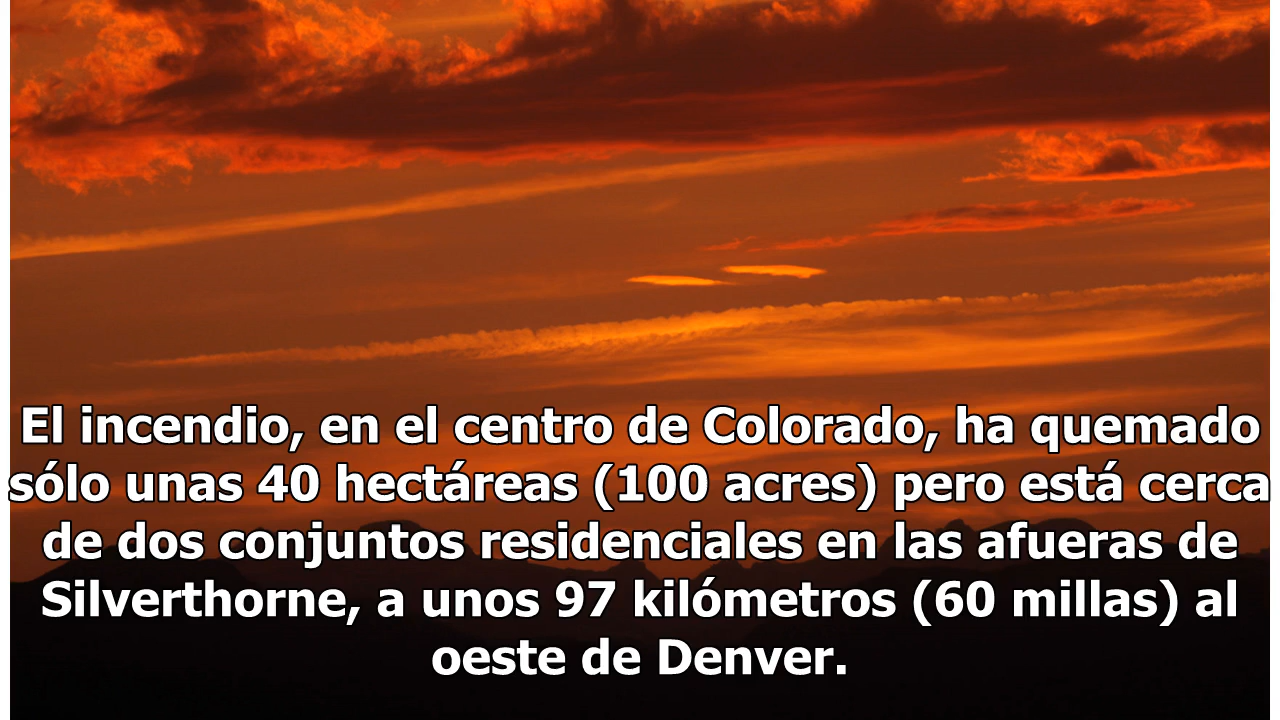 El incendio, en el centro de Colorado, ha quemado
sólo unas 40 hectáreas (100 acres) pero está cerca
de dos conjuntos residenciales en las afueras de
Silverthorne, a unos 97 kilómetros (60 millas) al
oeste de Denver.